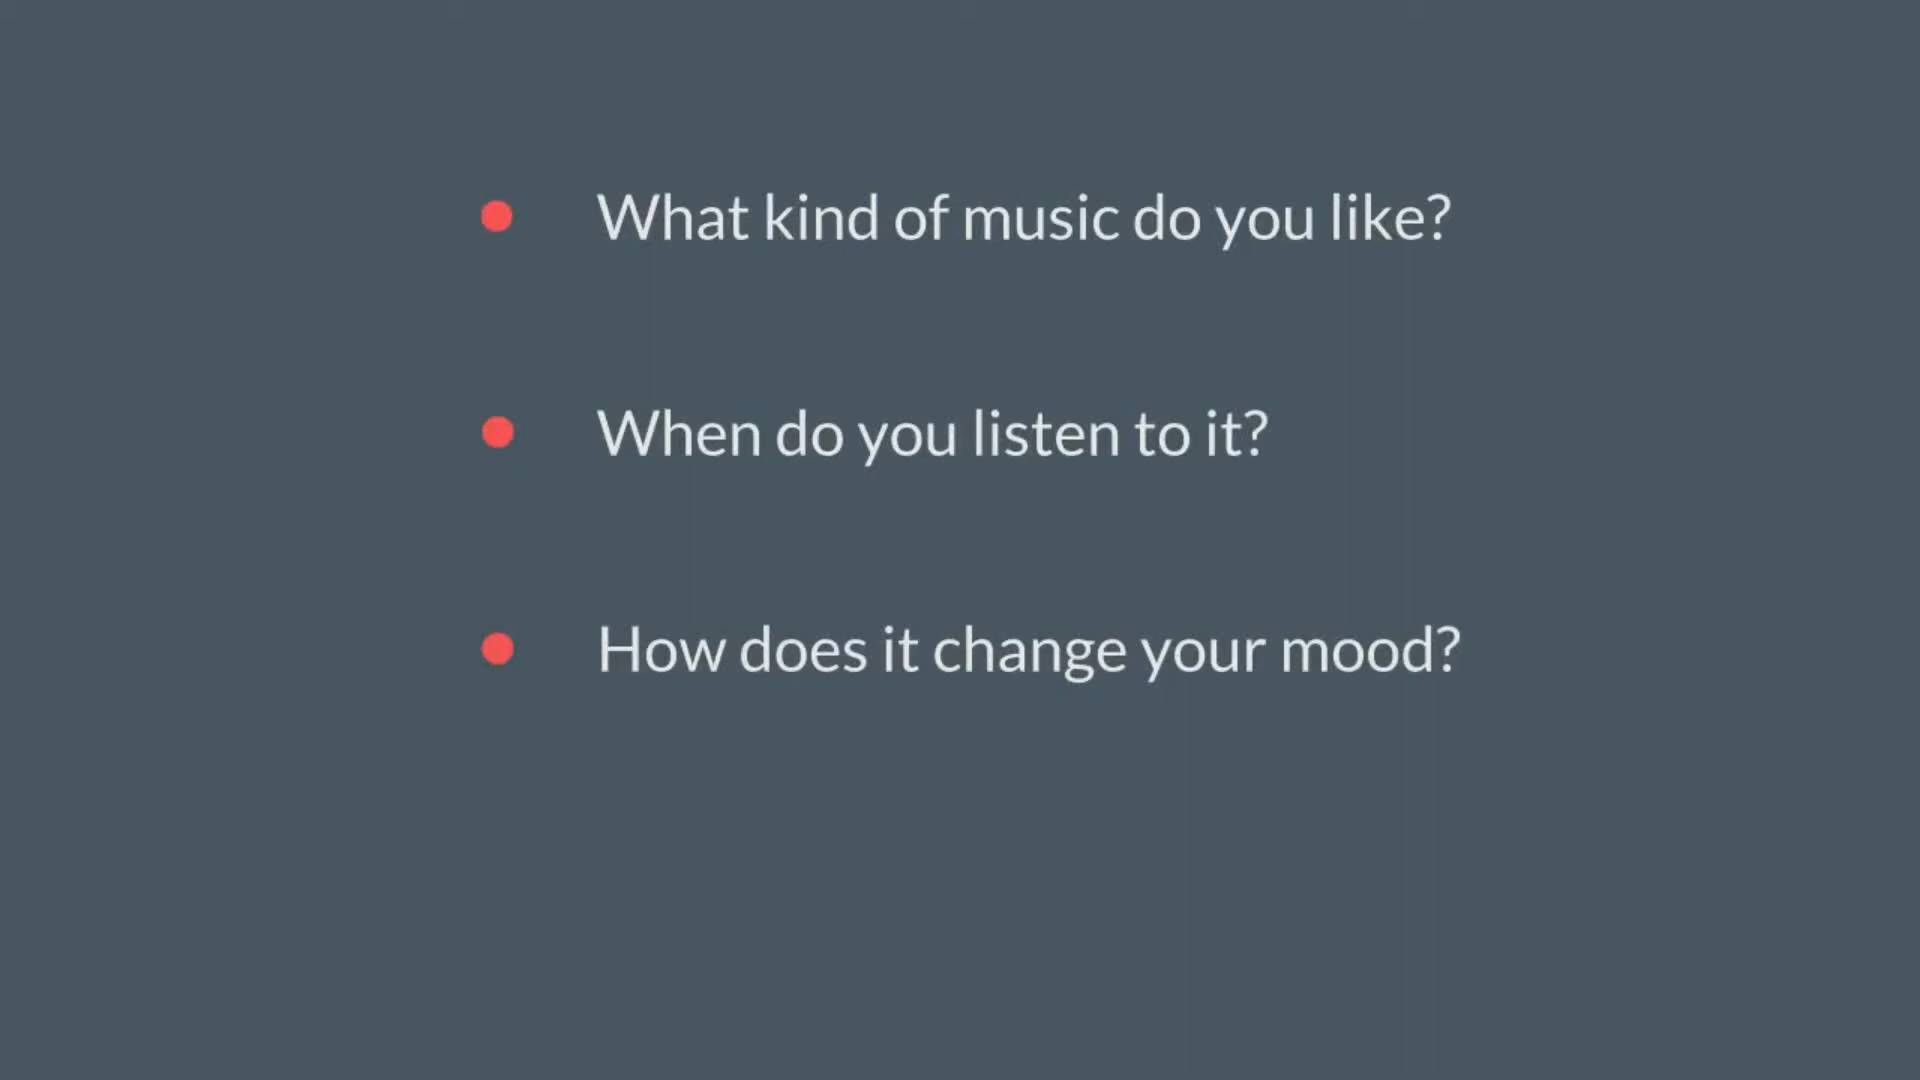 What kind of music do you like?
When do you listen to it?
How does it change your mood?